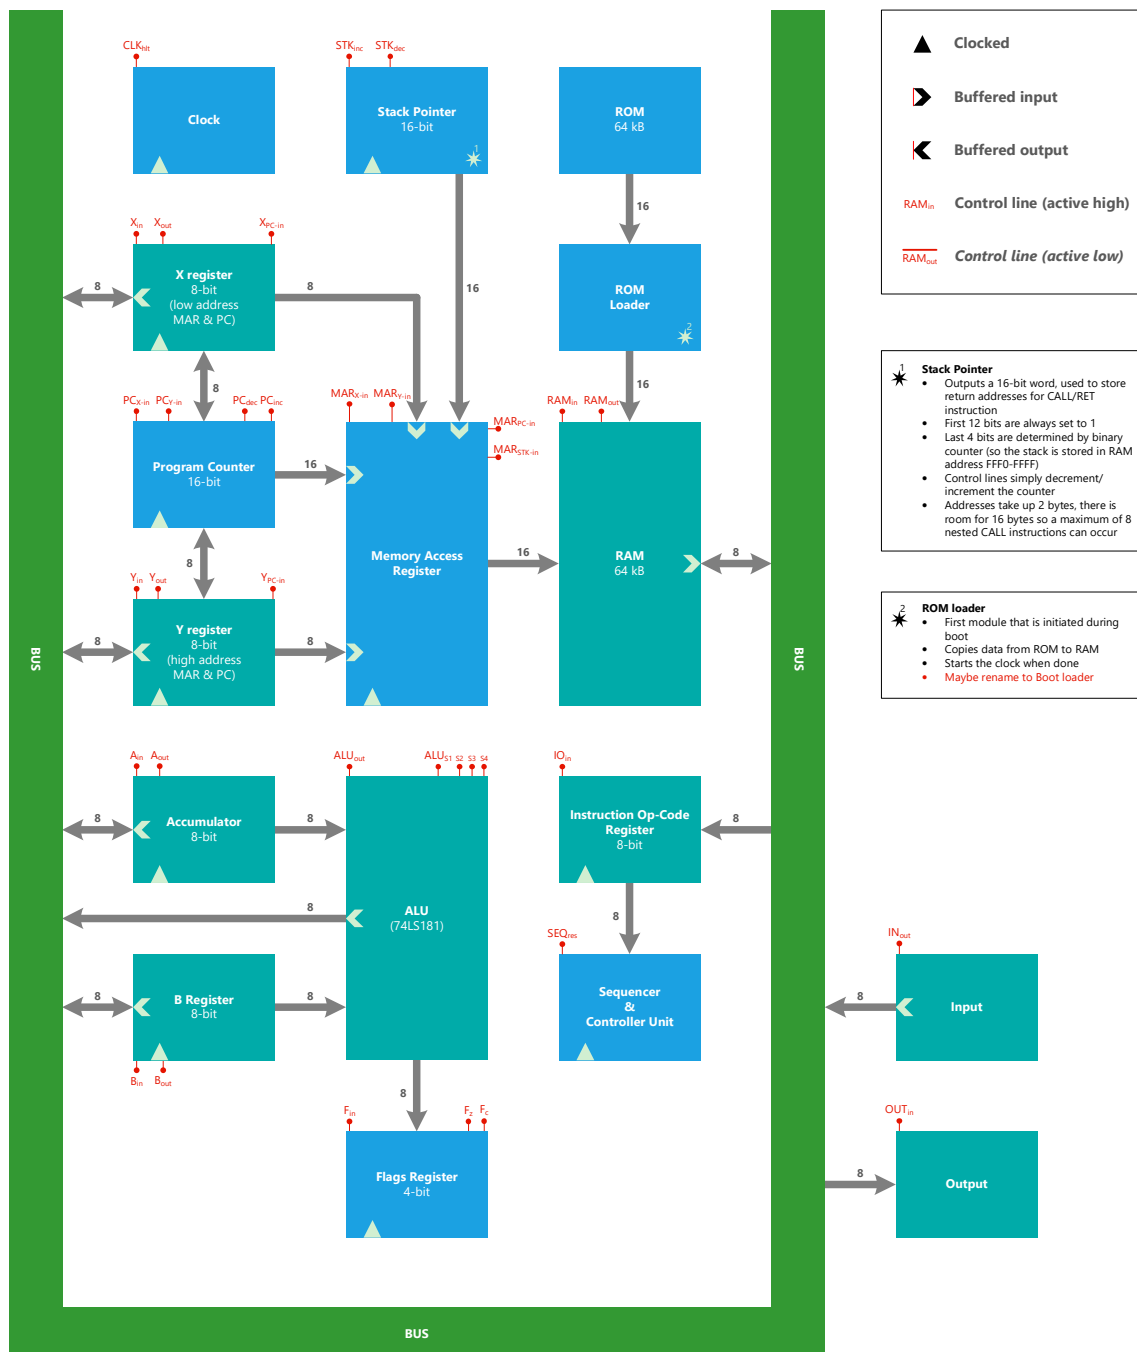 CLKhlt
STKinc STKdec
Clock
Stack Pointer
16-bit
1
ROM
64 kB
Clocked
Buffered input
Buffered output
RAMin Control line (active high)
RAMout Control line (active low)
16
Xin Xout XPC-in
X register
8-bit
(low address
MAR & PC)
8
8
16
ROM
Loader
2
8
16
PCX-in PCY-in PCdec PCinc
MARX-in MARY-in
MARPC-in
MARSTK-in
RAMin RAMout
Program Counter
16-bit
16
Memory Access
Register
16
RAM
64 kB
8
8
Yin Yout YPC-in
Y register
8-bit
(high address
MAR & PC)
8
8
BUS
BUS
1
Stack Pointer
• Outputs a 16-bit word, used to store
return addresses for CALL/RET
instruction
• First 12 bits are always set to 1
• Last 4 bits are determined by binary
counter (so the stack is stored in RAM
address FFF0-FFFF)
• Control lines simply decrement/
increment the counter
• Addresses take up 2 bytes, there is
room for 16 bytes so a maximum of 8
nested CALL instructions can occur
2
ROM loader
• First module that is initiated during
boot
• Copies data from ROM to RAM
• Starts the clock when done
• Maybe rename to Boot loader
Ain Aout
ALUout ALUS1 S2 S3 S4
IOin
8
Accumulator
8-bit
8
Instruction Op-Code
Register
8-bit
8
8
ALU
(74LS181)
8
SEQres
8
B Register
8-bit
8
Bin Bout
Sequencer
&
Controller Unit
INout
8
Input
8
Fin Fz Fc
Flags Register
4-bit
OUTin
8
Output
BUS